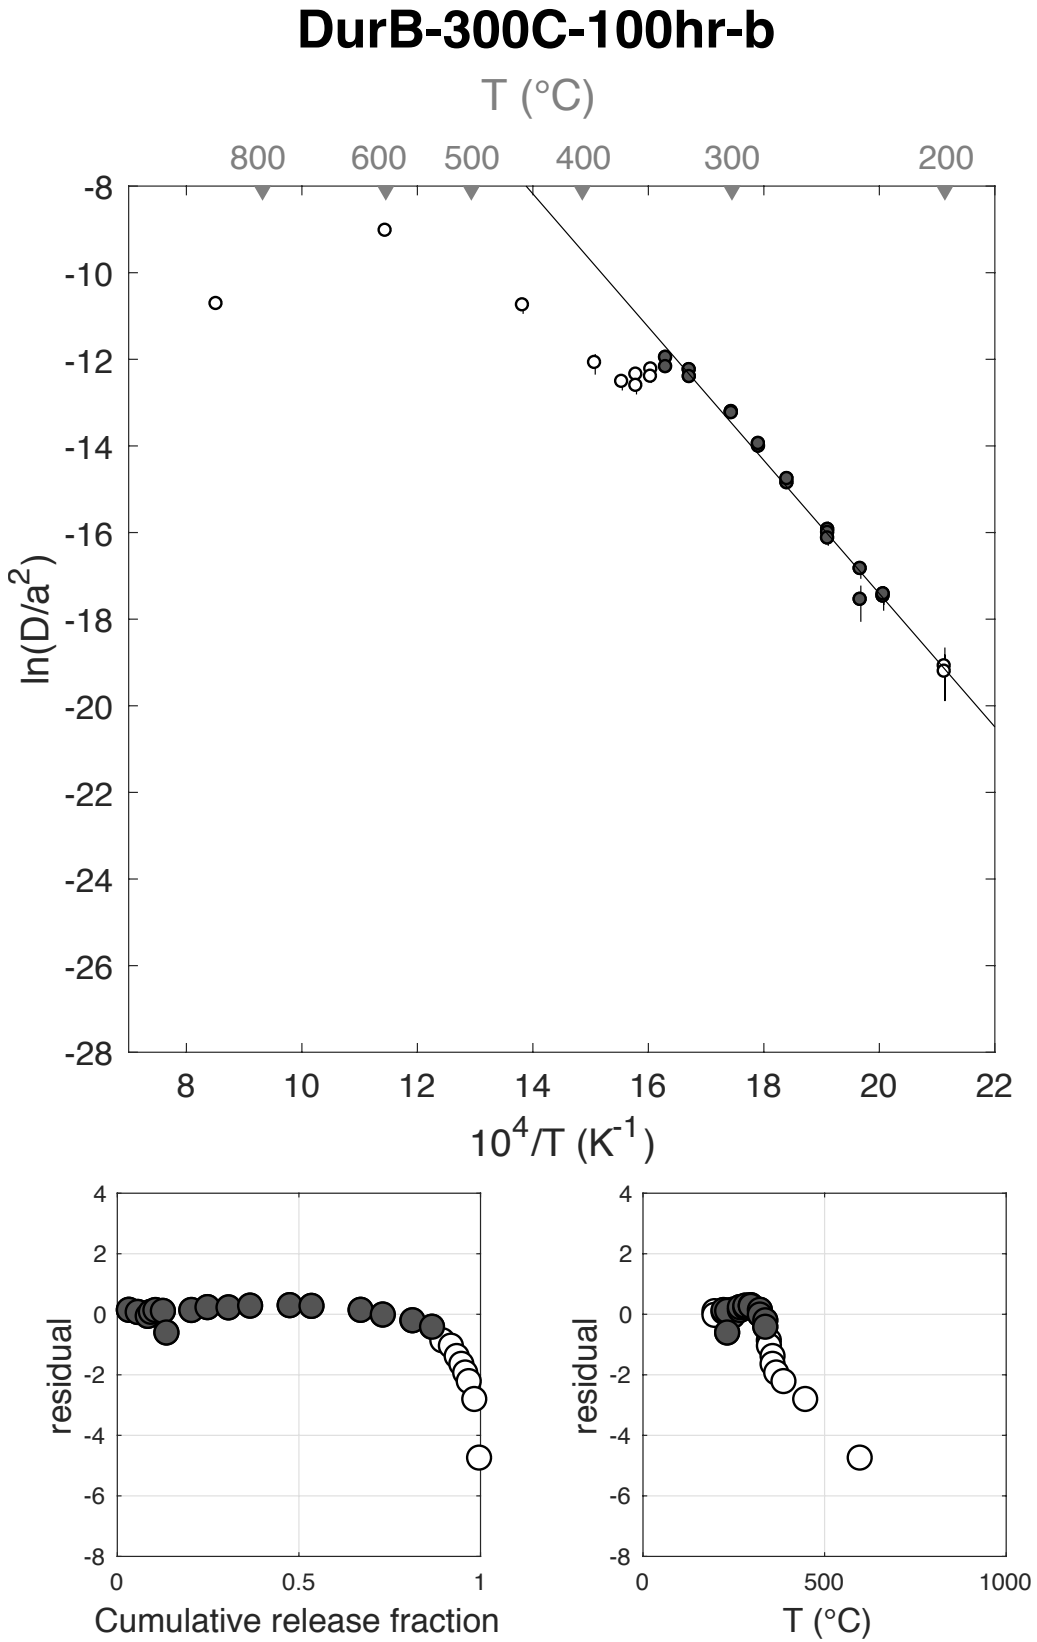 DurB-300C-100hr-b
T (°C)
800 600 500 400 300 200
-8
-10
-12
-14
-16
-18
-20
-22
-24
-26
-28
ln(D/a²)
8 10 12 14 16 18 20 22
10⁴/T (K⁻¹)
4
2
0
-2
-4
-6
-8
residual
0 0.5 1
Cumulative release fraction
4
2
0
-2
-4
-6
-8
residual
0 500 1000
T (°C)